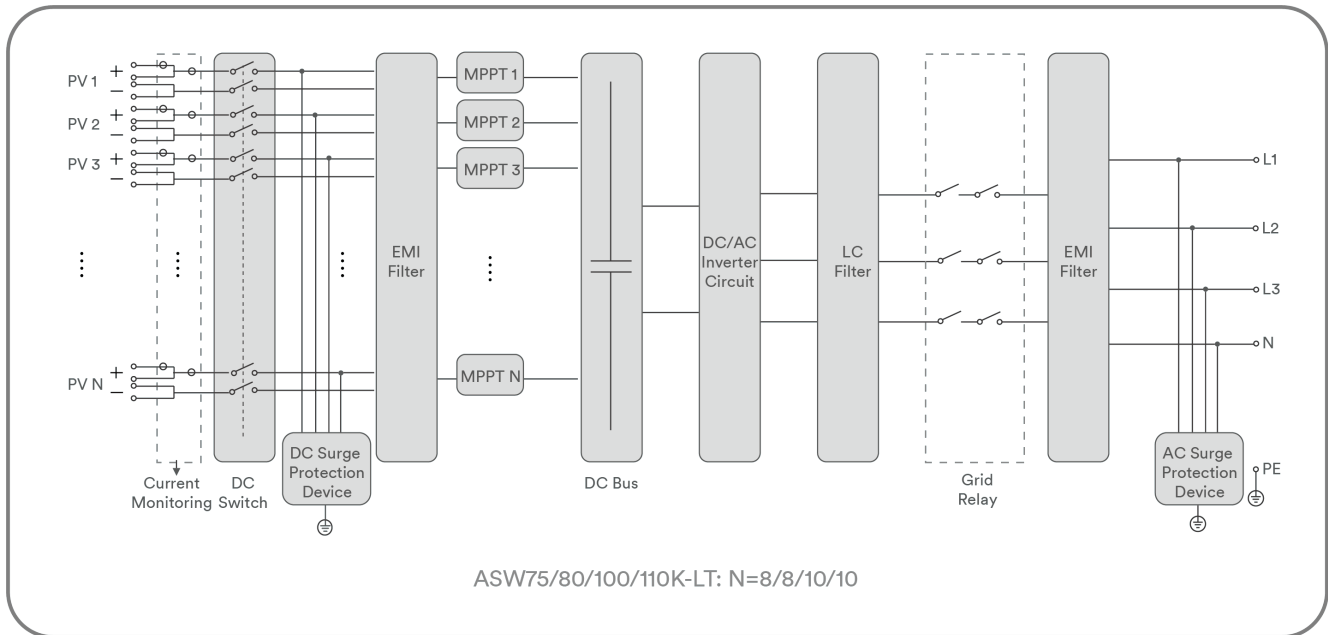 PV 1
+
−
PV 2
+
−
PV 3
+
−
PV N
+
−
Current
Monitoring
DC
Switch
DC Surge
Protection
Device
EMI
Filter
MPPT 1
MPPT 2
MPPT 3
MPPT N
DC Bus
DC/AC
Inverter
Circuit
LC
Filter
Grid
Relay
EMI
Filter
L1
L2
L3
N
AC Surge
Protection
Device
PE
ASW75/80/100/110K-LT: N=8/8/10/10